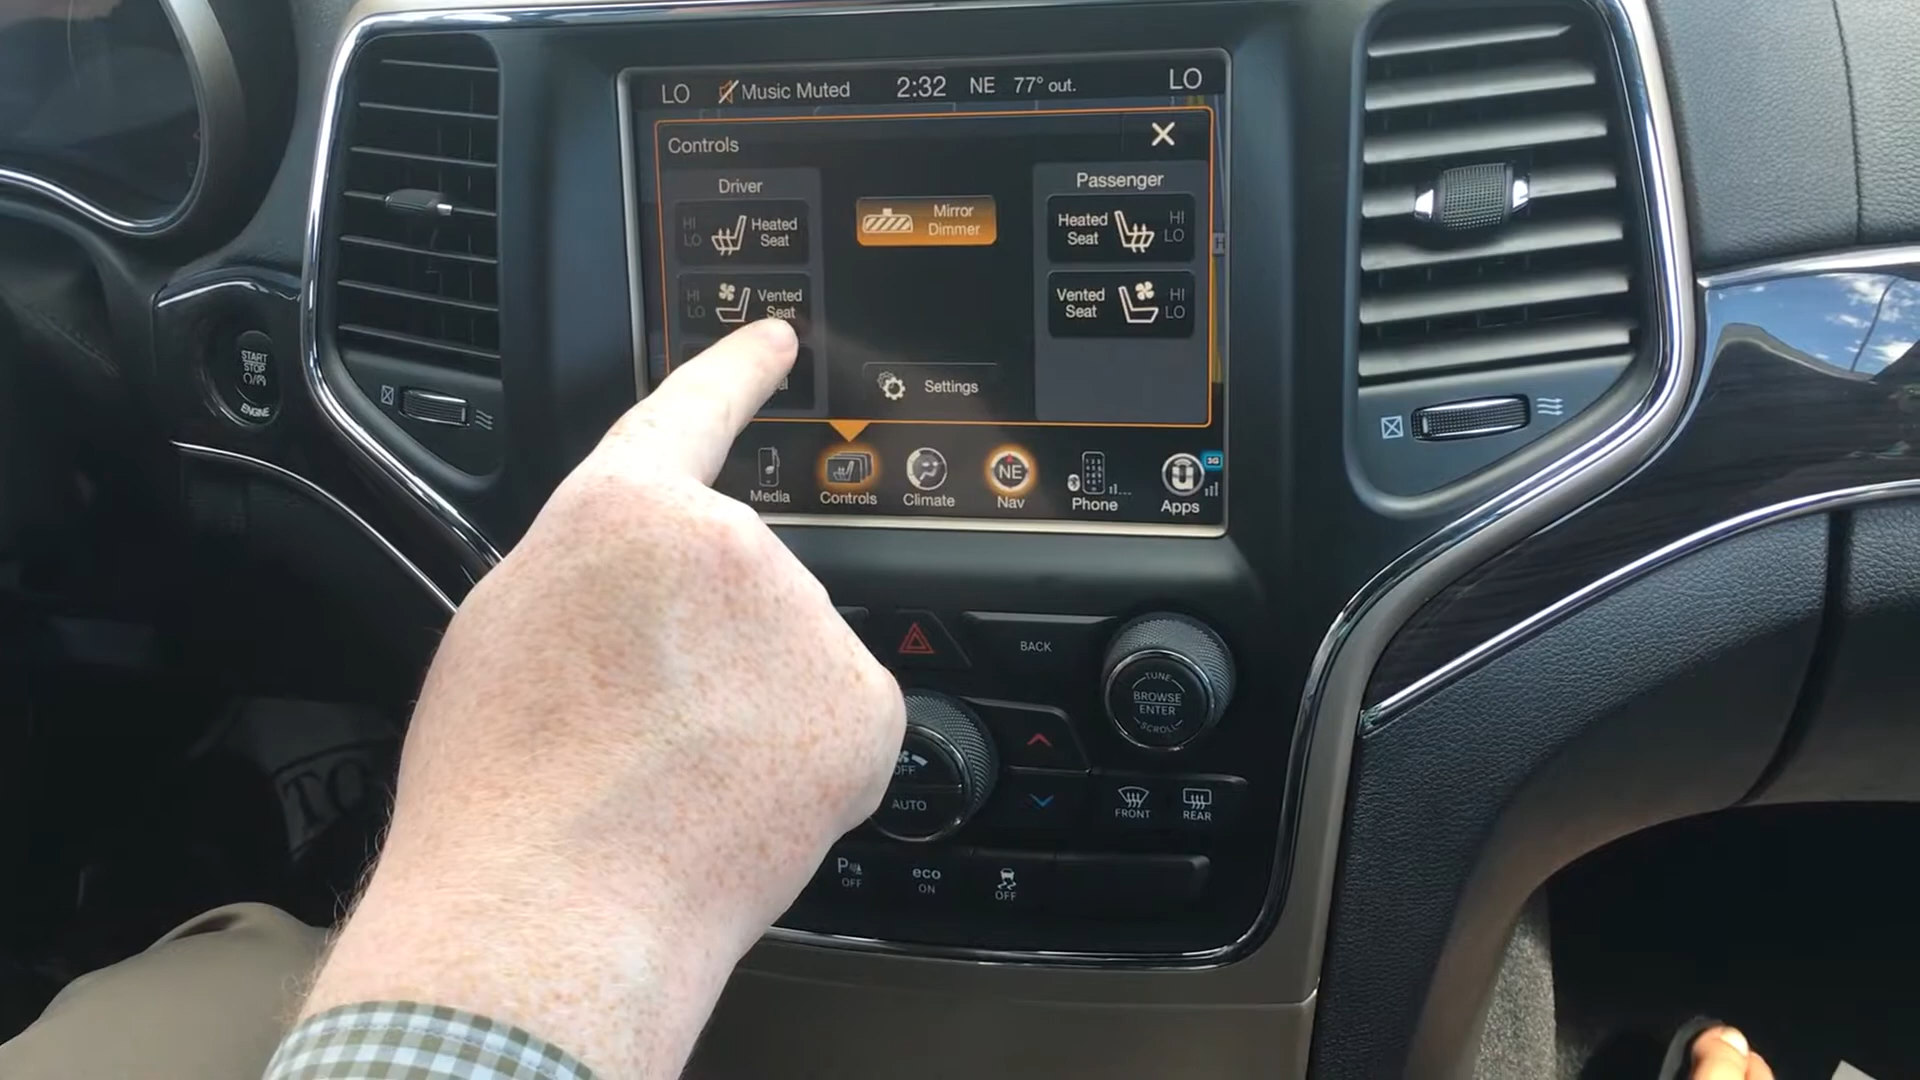 LO
Music Muted
2:32
NE
77° out.
LO
Controls
Driver
Passenger
HI
LO
Heated
Seat
Mirror
Dimmer
Heated
Seat
HI
LO
HI
LO
Vented
Seat
Vented
Seat
HI
LO
Settings
Media
Controls
Climate
NE
Nav
Phone
3G
Apps
START
STOP
ENGINE
BACK
TUNE
BROWSE
ENTER
SCROLL
OFF
AUTO
FRONT
REAR
P
OFF
eco
ON
OFF